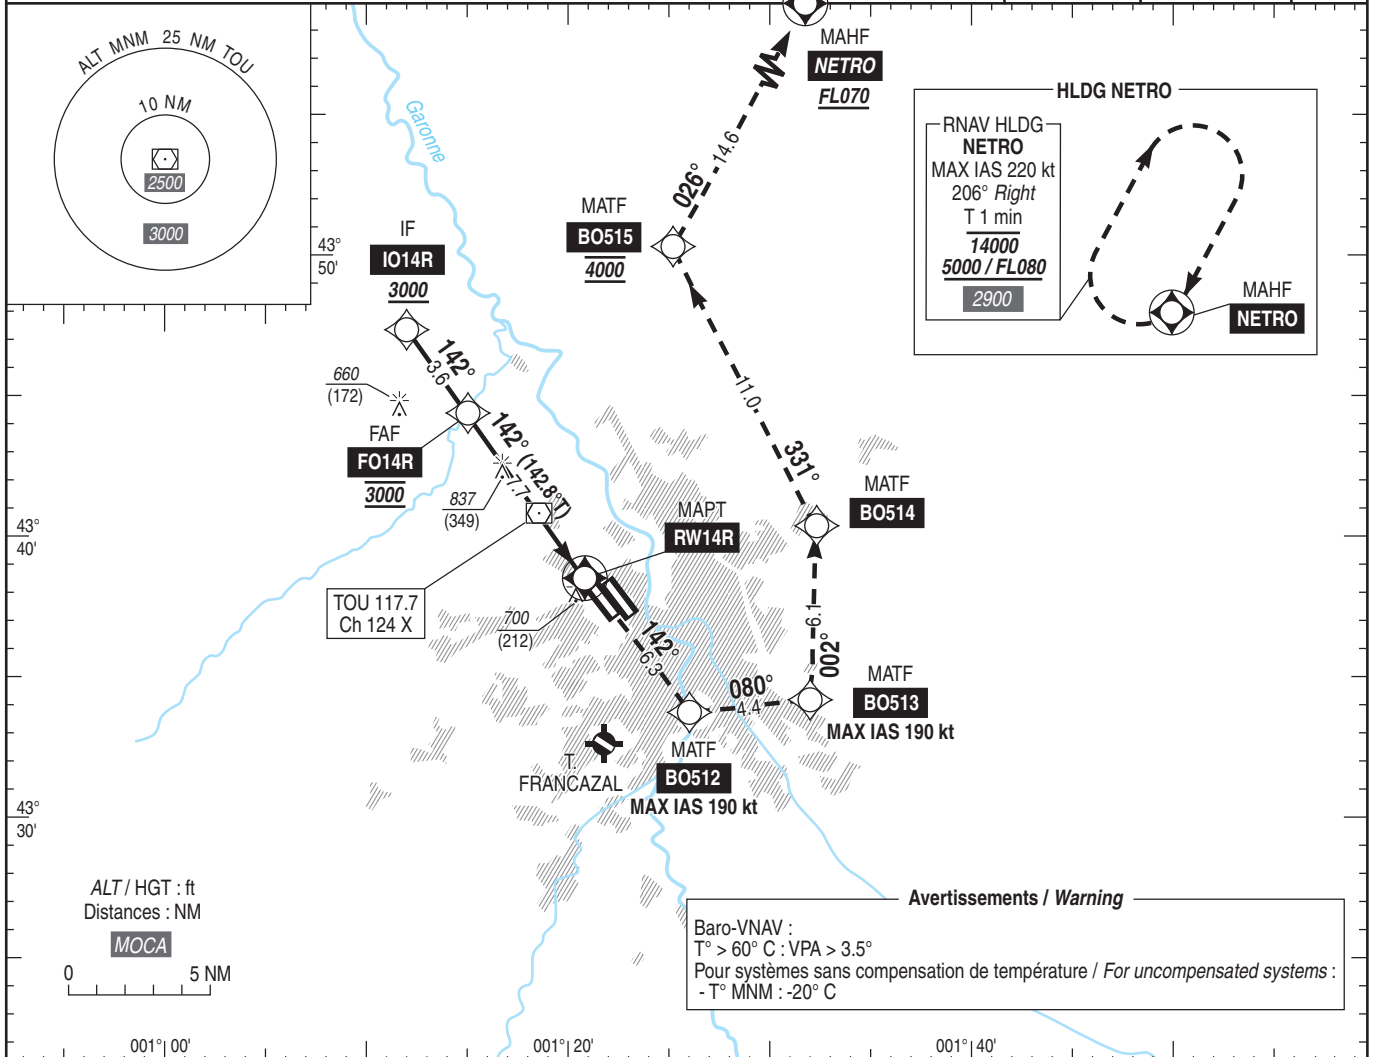 ALT MNM 25 NM TOU
10 NM
2500
3000
Garonne
MAHF
NETRO
FL070
14.6
026°
HLDG NETRO
RNAV HLDG
NETRO
MAX IAS 220 kt
206° Right
T 1 min
14000
5000 / FL080
2900
MAHF
NETRO
MATF
BO515
4000
43°
50'
IF
IO14R
3000
142°
3.6
660
(172)
FAF
FO14R
3000
142° (142.8°T)
7.7
837
(349)
11.0
331°
MATF
BO514
MAPT
RW14R
43°
40'
TOU 117.7
Ch 124 X
700
(212)
142°
6.3
6.1
002°
080°
4.4
MATF
BO513
MAX IAS 190 kt
MATF
BO512
MAX IAS 190 kt
T.
FRANCAZAL
43°
30'
ALT / HGT : ft
Distances : NM
MOCA
0 5 NM
Avertissements / Warning
Baro-VNAV :
T° > 60° C : VPA > 3.5°
Pour systèmes sans compensation de température / For uncompensated systems :
- T° MNM : -20° C
001° 00' 001° 20' 001° 40'